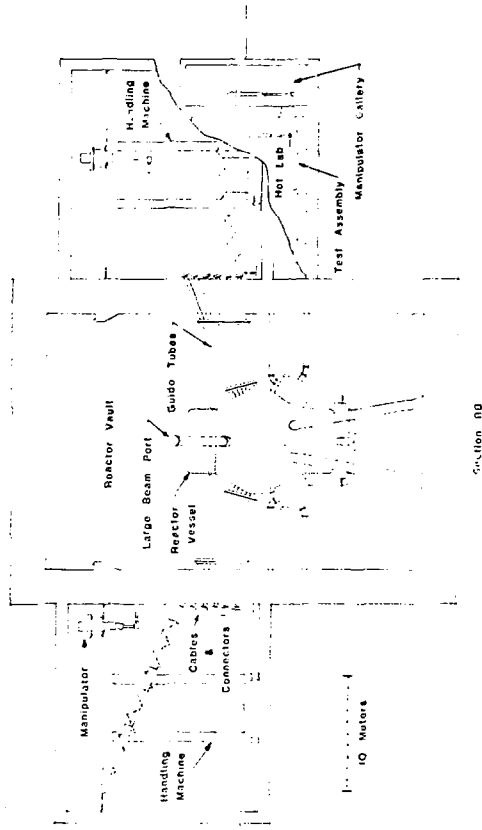 Handling
Machine
Hot Lab
Test Assembly
Manipulator Gallery
Reactor Vault
Large Beam Port
Guido Tubes
Reactor
Vessel
Manipulator
Cables
&
Connectors
Handling
Machine
10 Meters
Section